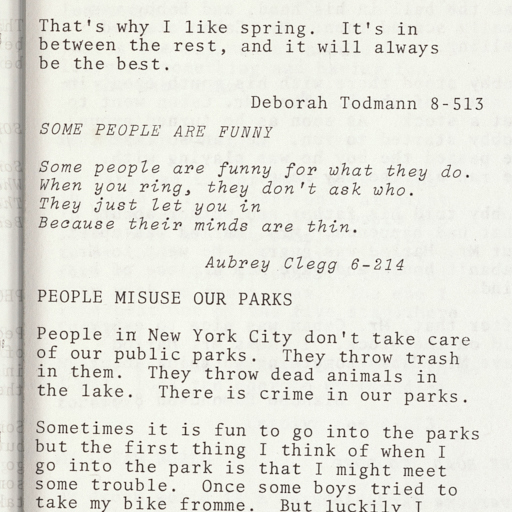 That's why I like spring.  It's in
between the rest, and it will always
be the best.
Deborah Todmann 8-513
SOME PEOPLE ARE FUNNY
Some people are funny for what they do.
When you ring, they don't ask who.
They just let you in
Because their minds are thin.
Aubrey Clegg 6-214
PEOPLE MISUSE OUR PARKS
People in New York City don't take care
of our public parks.  They throw trash
in them.  They throw dead animals in
the lake.  There is crime in our parks.
Sometimes it is fun to go into the parks
but the first thing I think of when I
go into the park is that I might meet
some trouble.  Once some boys tried to
take my bike fromme.  But luckily I